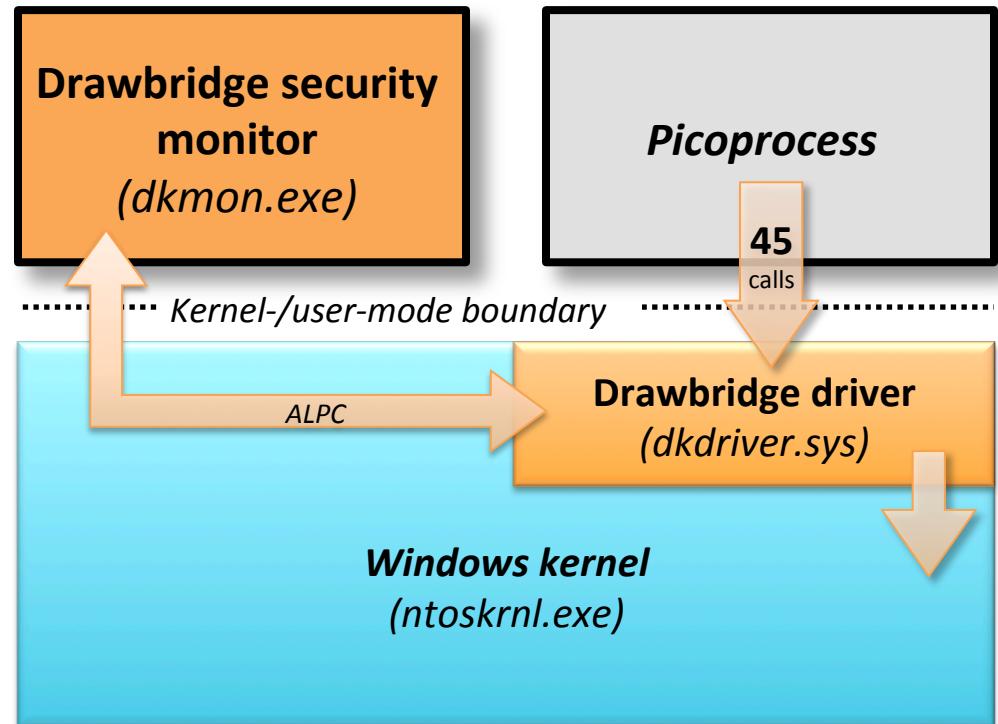 Drawbridge security
monitor
(dkmon.exe)
Picoprocess
45
calls
Kernel-/user-mode boundary
ALPC
Drawbridge driver
(dkdriver.sys)
Windows kernel
(ntoskrnl.exe)